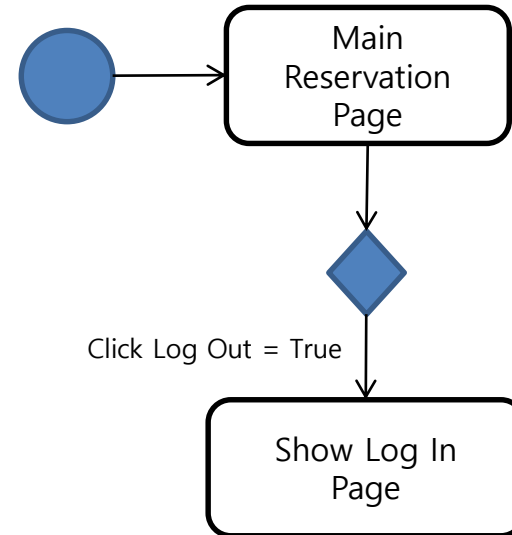 Main
Reservation
Page
Click Log Out = True
Show Log In
Page